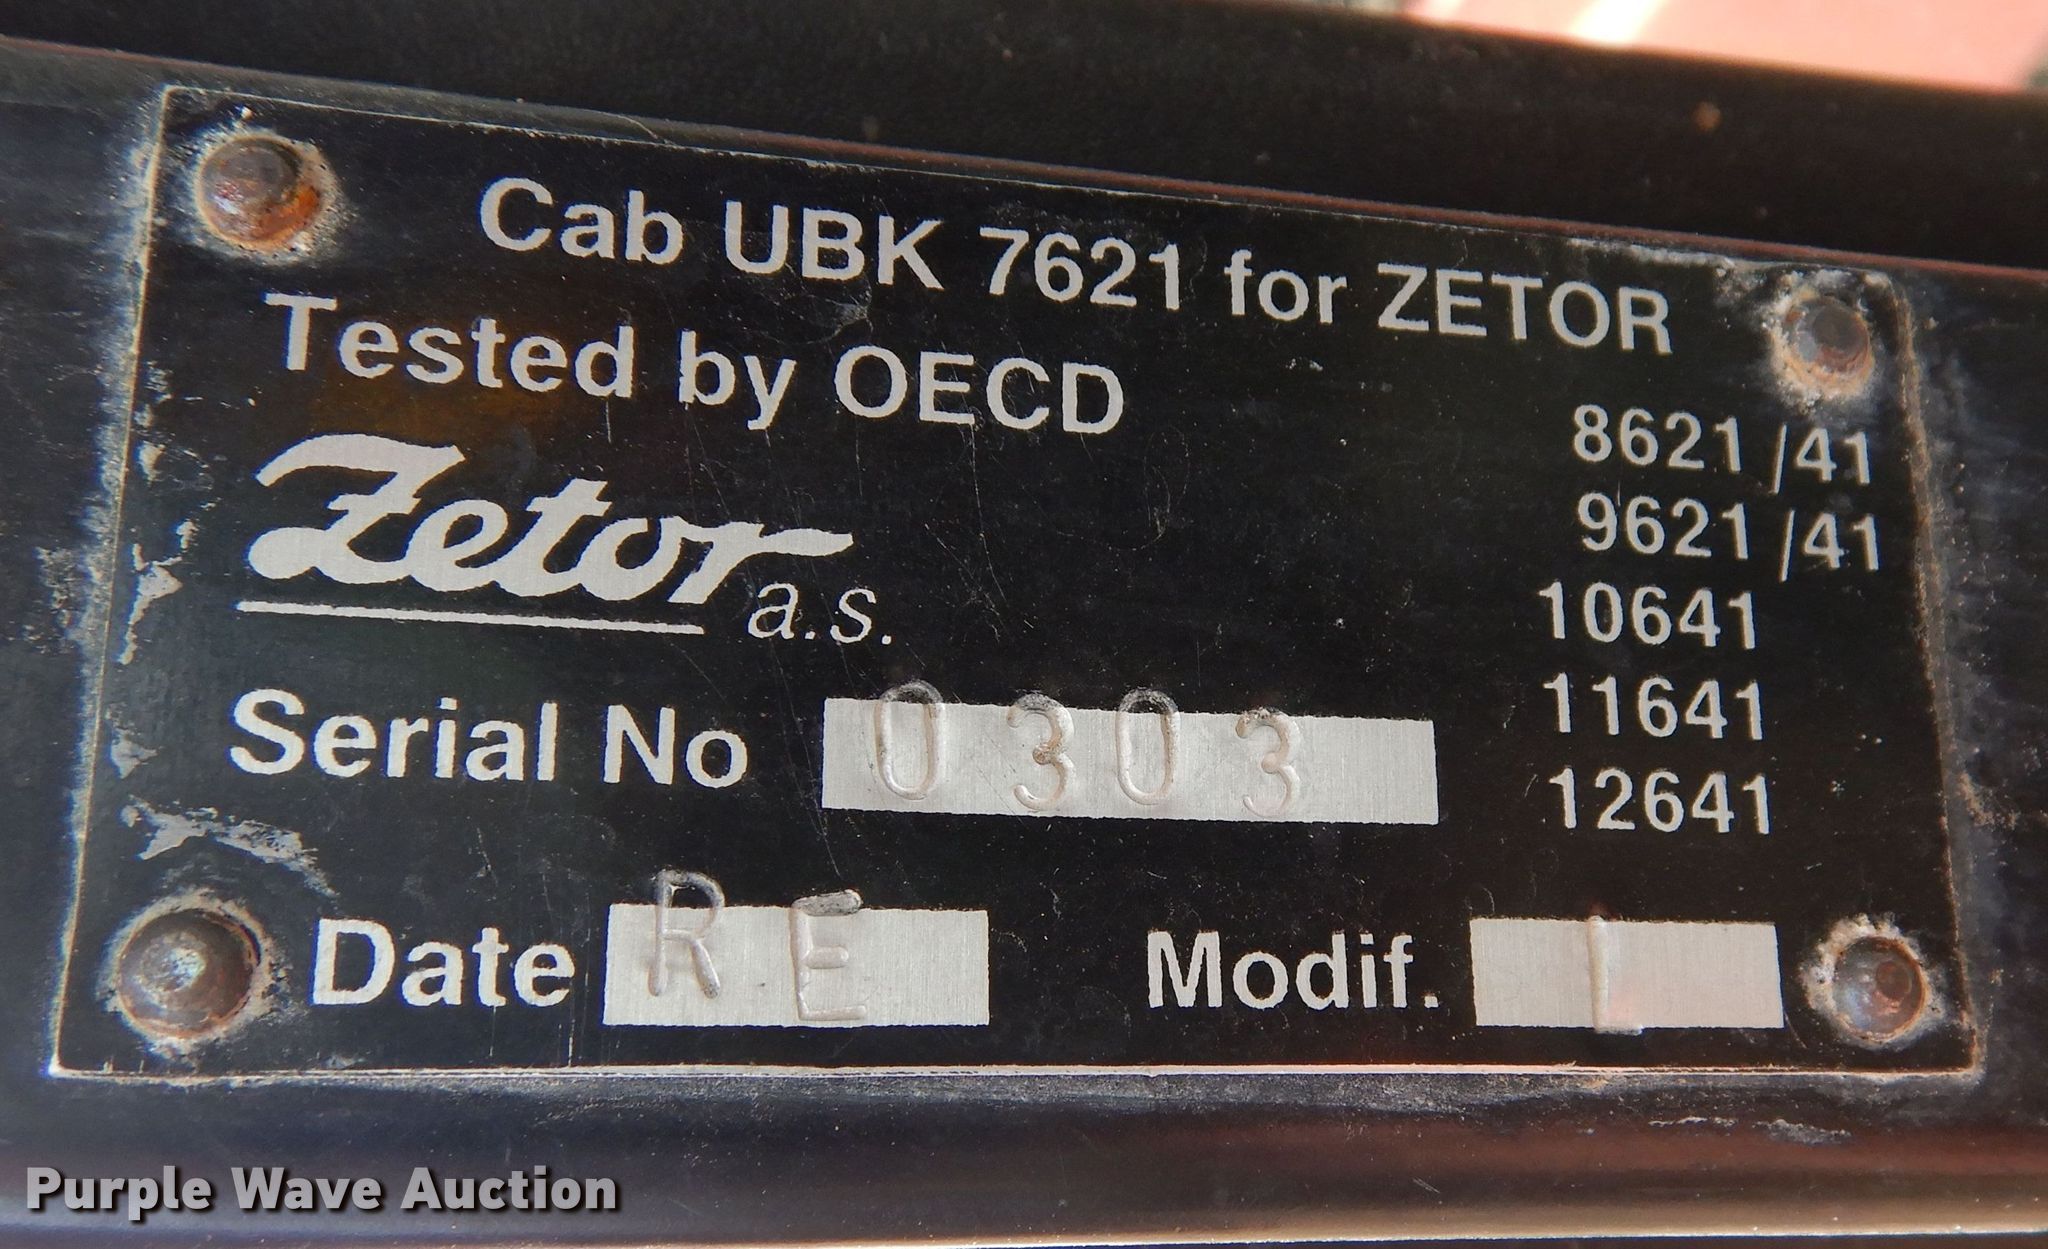 Cab UBK 7621 for ZETOR
Tested by OECD
8621 /41
9621 /41
10641
11641
12641
Zetor a.s.
Serial No 0303
Date RE
Modif. L
Purple Wave Auction